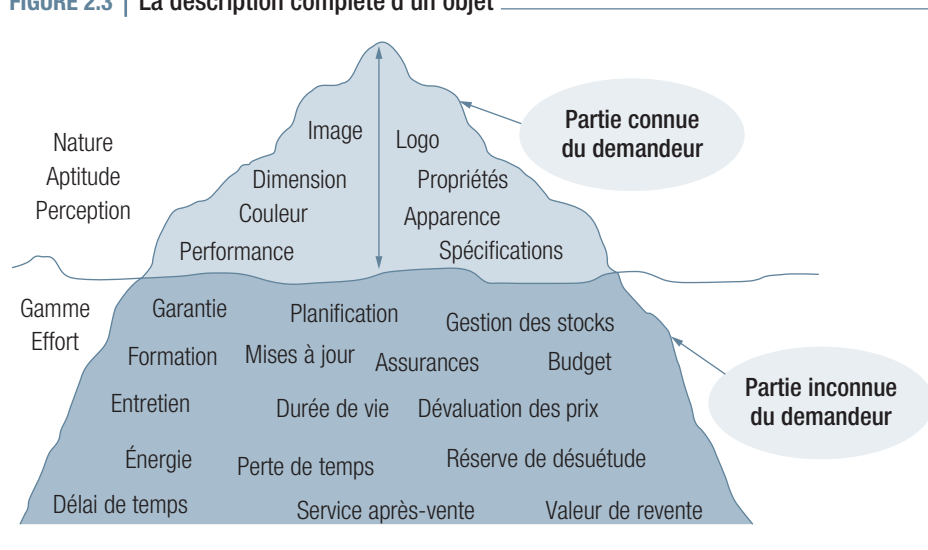 FIGURE 2.3 | La description complète d'un objet
Nature
Aptitude
Perception
Image
Logo
Dimension
Propriétés
Couleur
Apparence
Performance
Spécifications
Partie connue
du demandeur
Gamme
Effort
Garantie
Planification
Gestion des stocks
Formation
Mises à jour
Assurances
Budget
Entretien
Durée de vie
Dévaluation des prix
Partie inconnue
du demandeur
Énergie
Perte de temps
Réserve de désuétude
Délai de temps
Service après-vente
Valeur de revente